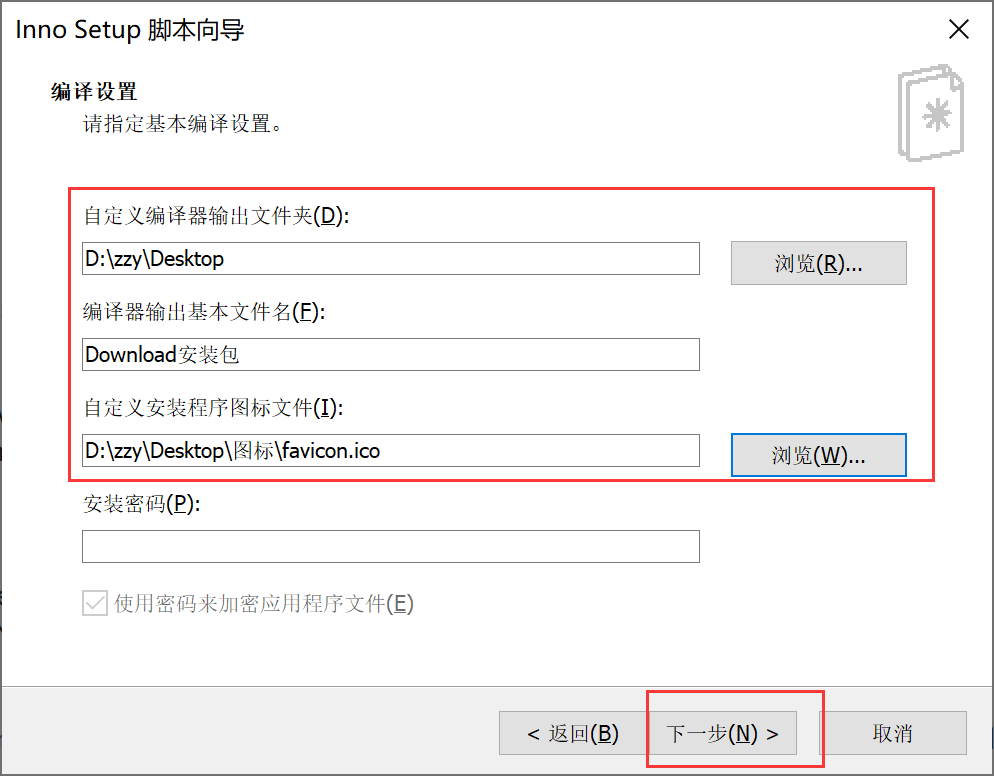 Inno Setup 脚本向导
编译设置
请指定基本编译设置。
自定义编译器输出文件夹(D):
D:\zzy\Desktop
浏览(R)...
编译器输出基本文件名(F):
Download安装包
自定义安装程序图标文件(I):
D:\zzy\Desktop\图标\favicon.ico
浏览(W)...
安装密码(P):
使用密码来加密应用程序文件(E)
< 返回(B)
下一步(N) >
取消